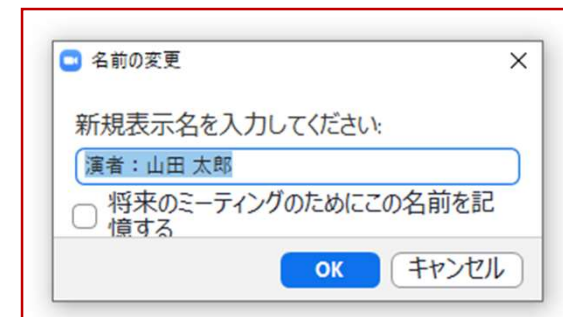 名前の変更
新規表示名を入力してください:
演者：山田 太郎
将来のミーティングのためにこの名前を記
憶する
OK キャンセル